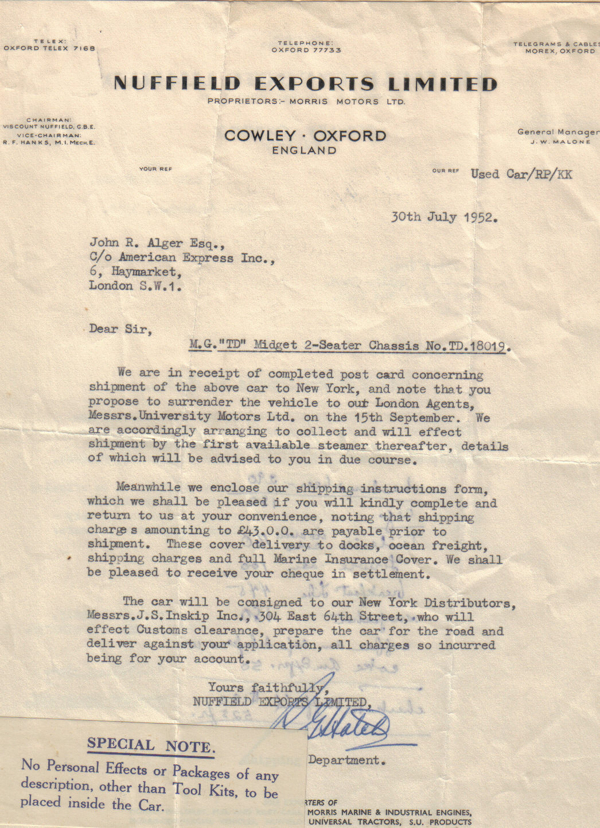 TELEX:
OXFORD TELEX 7168
TELEPHONE:
OXFORD 77733
TELEGRAMS & CABLES
MOREX, OXFORD
NUFFIELD EXPORTS LIMITED
PROPRIETORS:- MORRIS MOTORS LTD.
CHAIRMAN:
VISCOUNT NUFFIELD, G.B.E.
VICE-CHAIRMAN:
R. F. HANKS, M.I. MECH.E.
COWLEY · OXFORD
ENGLAND
General Manager
J. W. MALONE
YOUR REF
OUR REF Used Car/RP/KK
30th July 1952.
John R. Alger Esq.,
C/o American Express Inc.,
6, Haymarket,
London S.W.1.
Dear Sir,
M.G."TD" Midget 2-Seater Chassis No.TD.18019.
We are in receipt of completed post card concerning
shipment of the above car to New York, and note that you
propose to surrender the vehicle to our London Agents,
Messrs.University Motors Ltd. on the 15th September. We
are accordingly arranging to collect and will effect
shipment by the first available steamer thereafter, details
of which will be advised to you in due course.
Meanwhile we enclose our shipping instructions form,
which we shall be pleased if you will kindly complete and
return to us at your convenience, noting that shipping
charges amounting to £43.0.0. are payable prior to
shipment. These cover delivery to docks, ocean freight,
shipping charges and full Marine Insurance Cover. We shall
be pleased to receive your cheque in settlement.
The car will be consigned to our New York Distributors,
Messrs.J.S.Inskip Inc., 304 East 64th Street, who will
effect Customs clearance, prepare the car for the road and
deliver against your application, all charges so incurred
being for your account.
Yours faithfully,
NUFFIELD EXPORTS LIMITED,
Department.
SPECIAL NOTE.
No Personal Effects or Packages of any
description, other than Tool Kits, to be
placed inside the Car.
RTERS OF
MORRIS MARINE & INDUSTRIAL ENGINES,
UNIVERSAL TRACTORS, S.U. PRODUCTS